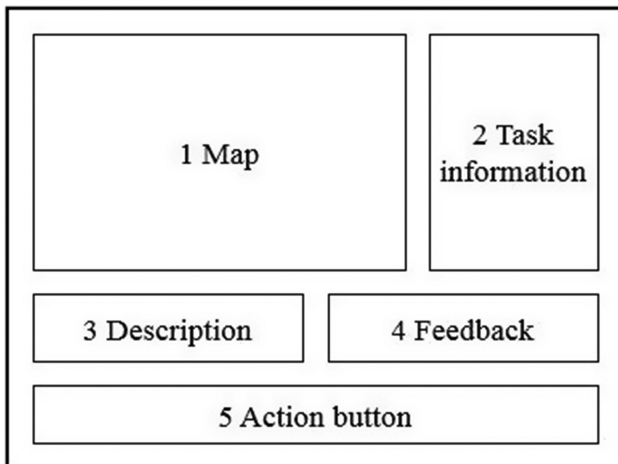 1 Map
2 Task
information
3 Description
4 Feedback
5 Action button